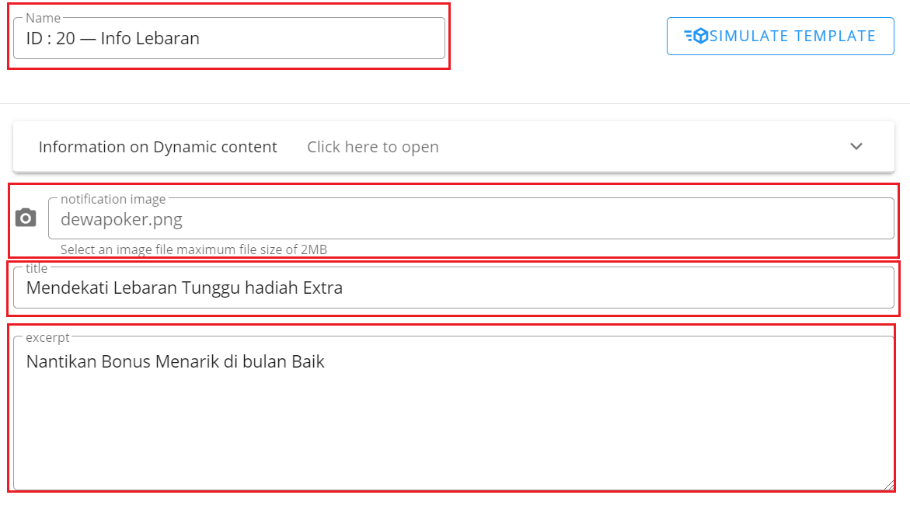 Name
ID : 20 — Info Lebaran
SIMULATE TEMPLATE
Information on Dynamic content Click here to open
notification image
dewapoker.png
Select an image file maximum file size of 2MB
title
Mendekati Lebaran Tunggu hadiah Extra
excerpt
Nantikan Bonus Menarik di bulan Baik